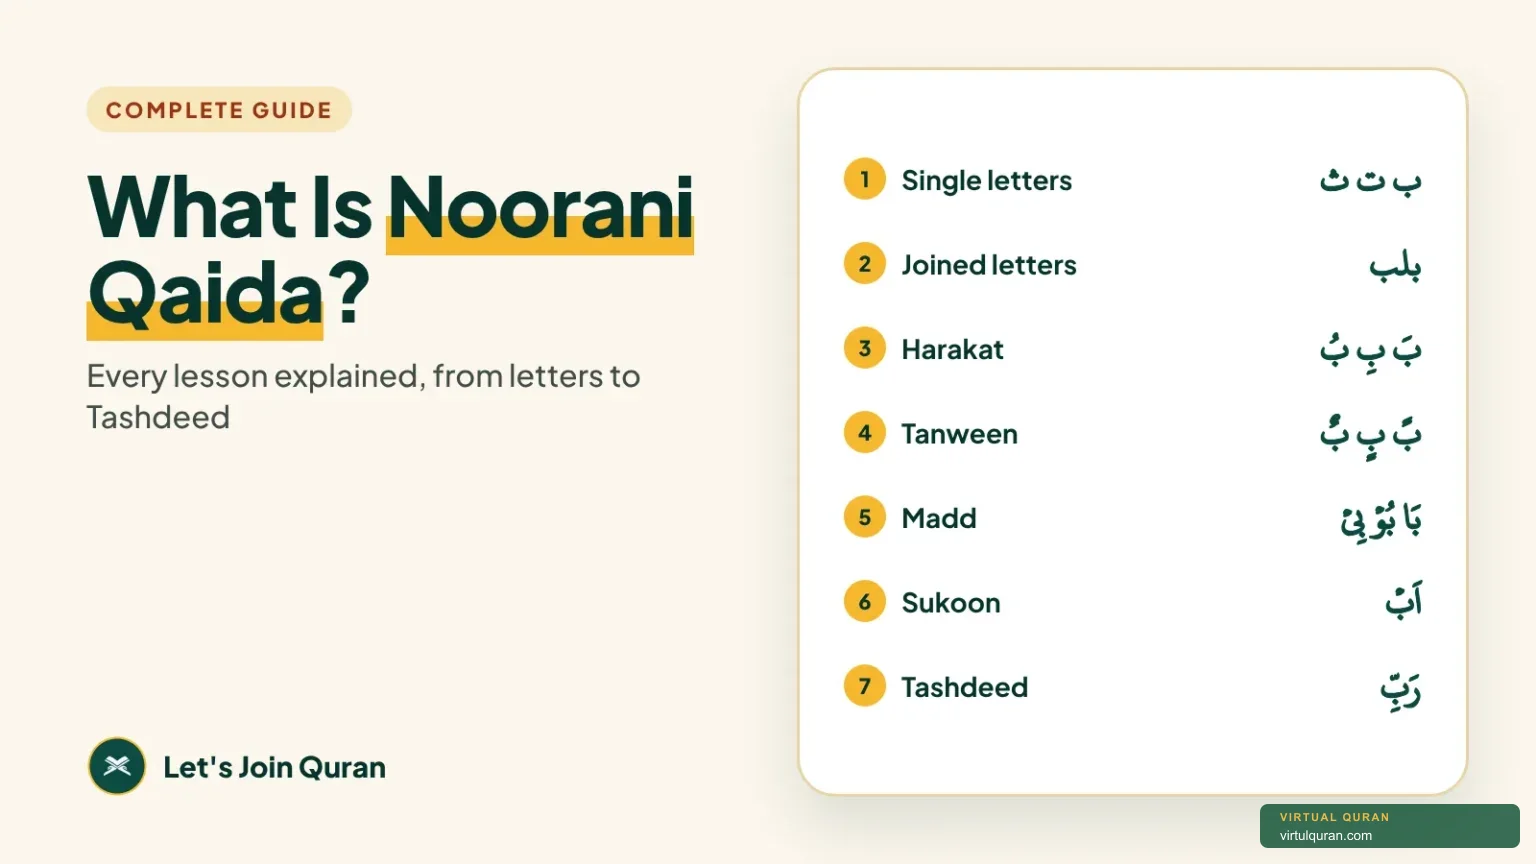 COMPLETE GUIDE
What Is Noorani
Qaida?
Every lesson explained, from letters to
Tashdeed
Let's Join Quran
1 Single letters ب ت ث
2 Joined letters بلب
3 Harakat بَ بِ بُ
4 Tanween بً بٍ بٌ
5 Madd بَا بُوْ بِيْ
6 Sukoon اَبْ
7 Tashdeed رَبِّ
VIRTUAL QURAN
virtulquran.com